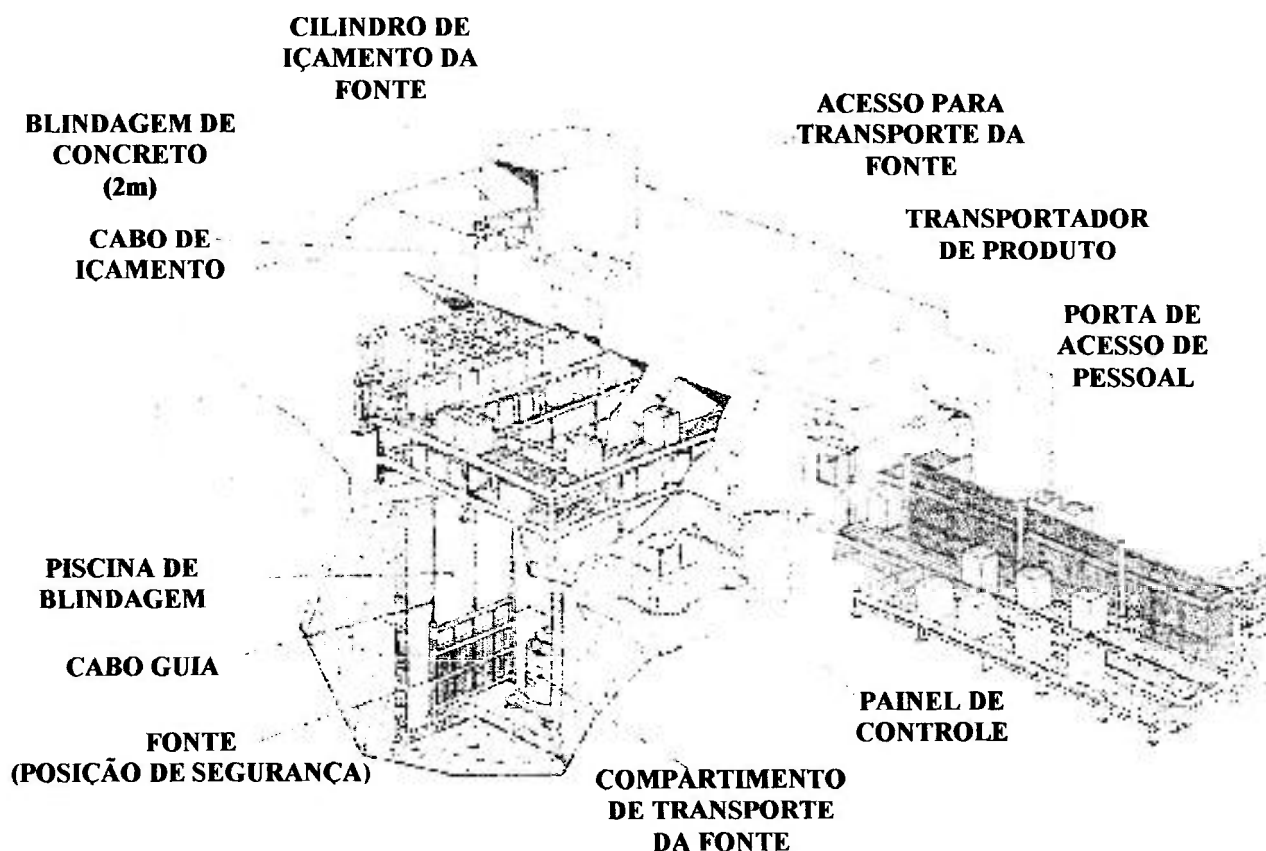 CILINDRO DE
IÇAMENTO DA
FONTE
BLINDAGEM DE
CONCRETO
(2m)
ACESSO PARA
TRANSPORTE DA
FONTE
CABO DE
IÇAMENTO
TRANSPORTADOR
DE PRODUTO
PORTA DE
ACESSO DE
PESSOAL
PISCINA DE
BLINDAGEM
CABO GUIA
FONTE
(POSIÇÃO DE SEGURANÇA)
PAINEL DE
CONTROLE
COMPARTIMENTO
DE TRANSPORTE
DA FONTE